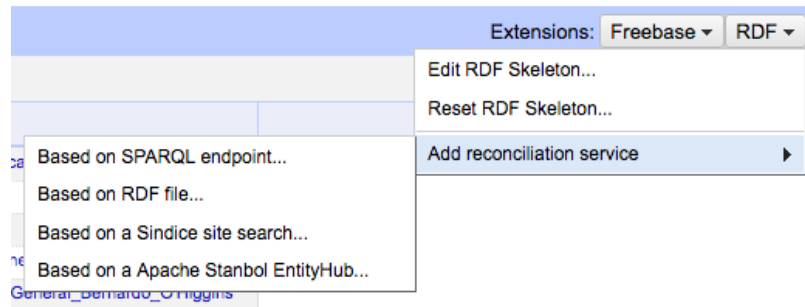 Extensions: Freebase RDF
Edit RDF Skeleton...
Reset RDF Skeleton...
Add reconciliation service
Based on SPARQL endpoint...
Based on RDF file...
Based on a Sindice site search...
Based on a Apache Stanbol EntityHub...
General_Bernardo_O'Higgins